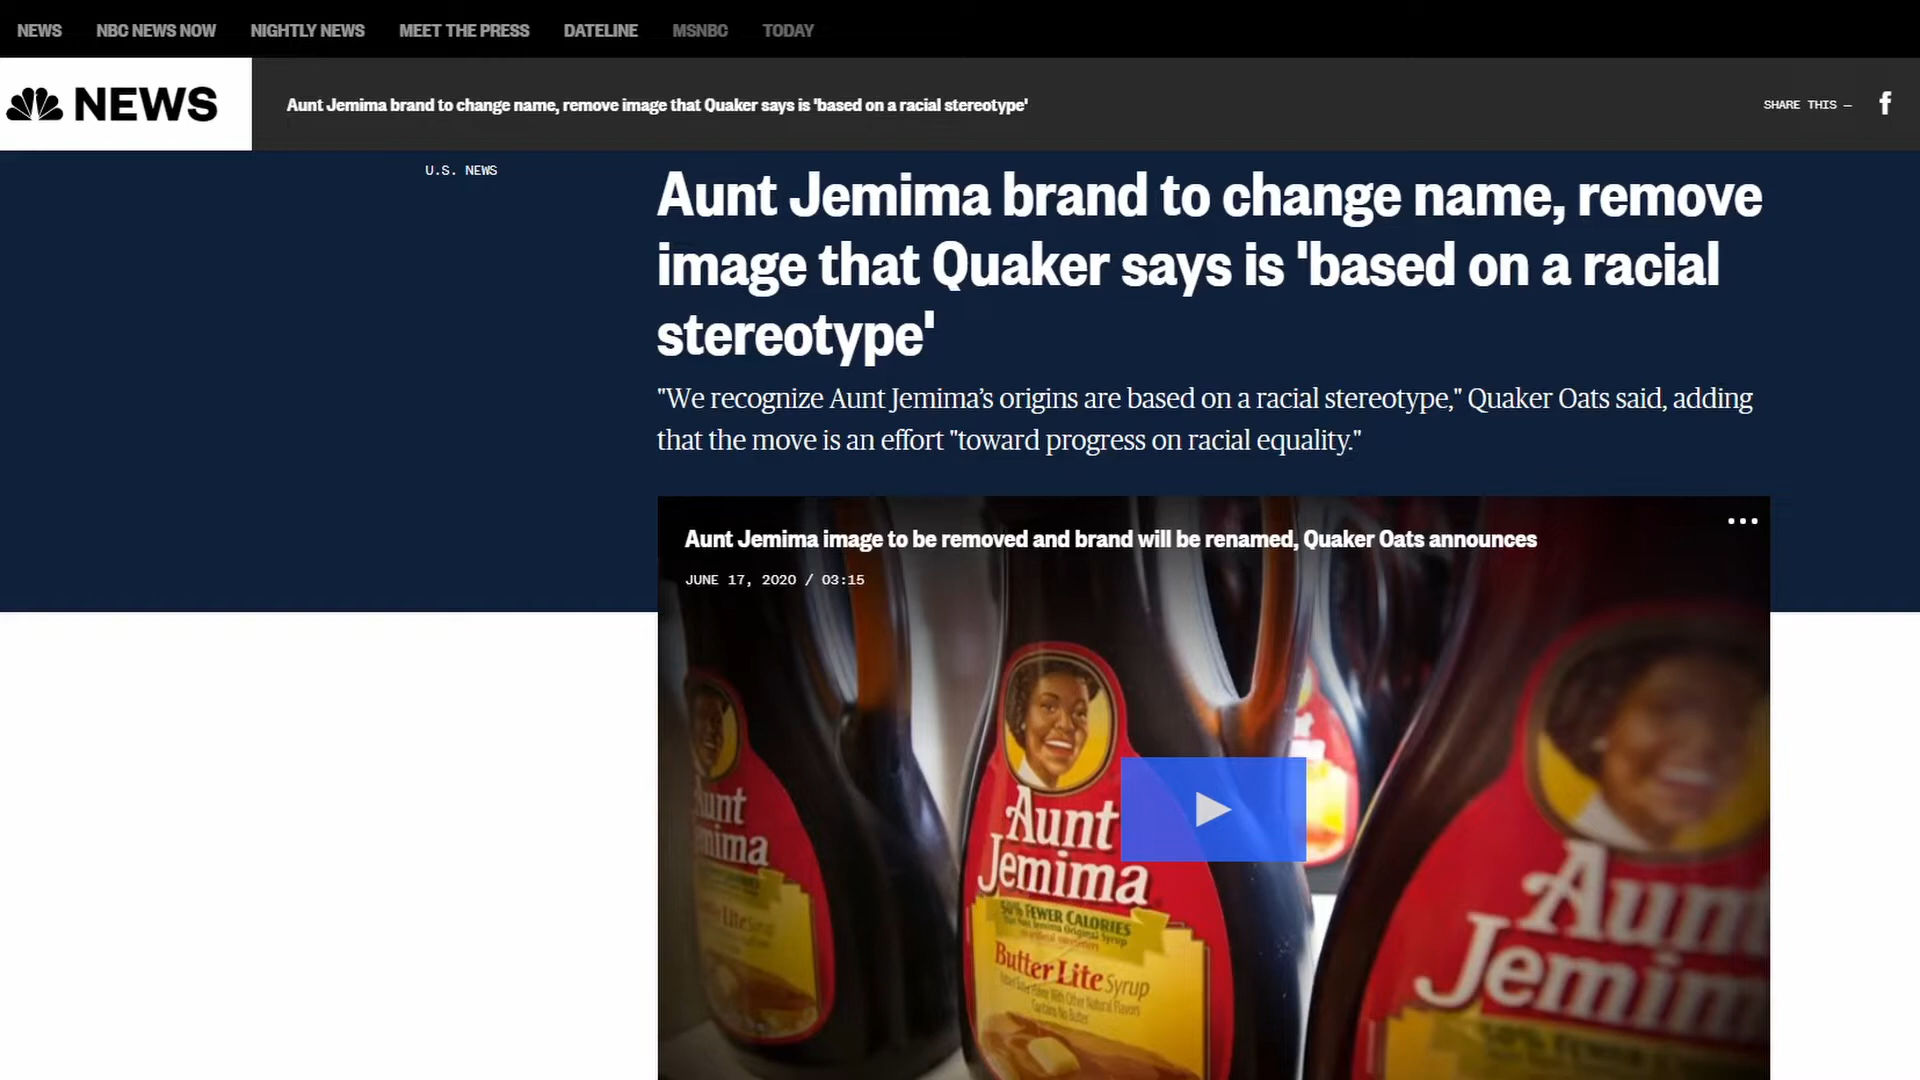 NEWS NBC NEWS NOW NIGHTLY NEWS MEET THE PRESS DATELINE MSNBC TODAY
NEWS
Aunt Jemima brand to change name, remove image that Quaker says is 'based on a racial stereotype'
SHARE THIS —
U.S. NEWS
Aunt Jemima brand to change name, remove
image that Quaker says is 'based on a racial
stereotype'
"We recognize Aunt Jemima's origins are based on a racial stereotype," Quaker Oats said, adding
that the move is an effort "toward progress on racial equality."
Aunt Jemima image to be removed and brand will be renamed, Quaker Oats announces
JUNE 17, 2020 / 03:15
Aunt
Jemima
50% FEWER CALORIES
Butter Lite Syrup
Contains No Butter
Aunt
Jemim